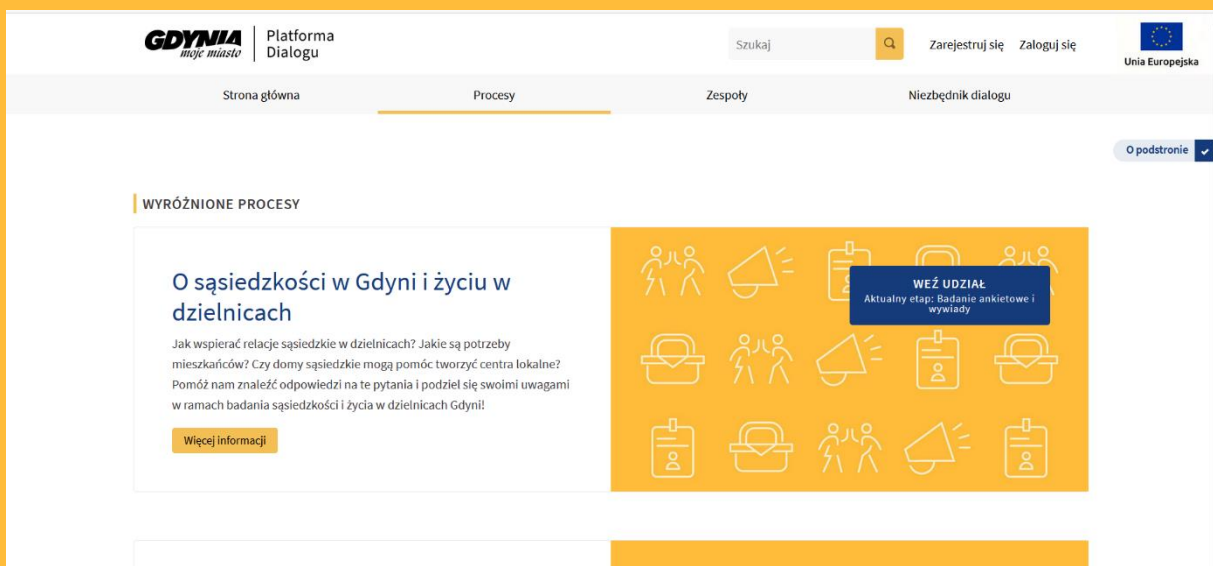 GDYNIA
moje miasto
Platforma
Dialogu
Szukaj
Zarejestruj się
Zaloguj się
Unia Europejska
Strona główna
Procesy
Zespoły
Niezbędnik dialogu
O podstronie
WYRÓŻNIONE PROCESY
O sąsiedzkości w Gdyni i życiu w
dzielnicach
Jak wspierać relacje sąsiedzkie w dzielnicach? Jakie są potrzeby
mieszkańców? Czy domy sąsiedzkie mogą pomóc tworzyć centra lokalne?
Pomóż nam znaleźć odpowiedzi na te pytania i podziel się swoimi uwagami
w ramach badania sąsiedzkości i życia w dzielnicach Gdyni!
Więcej informacji
WEŹ UDZIAŁ
Aktualny etap: Badanie ankietowe i
wywiady